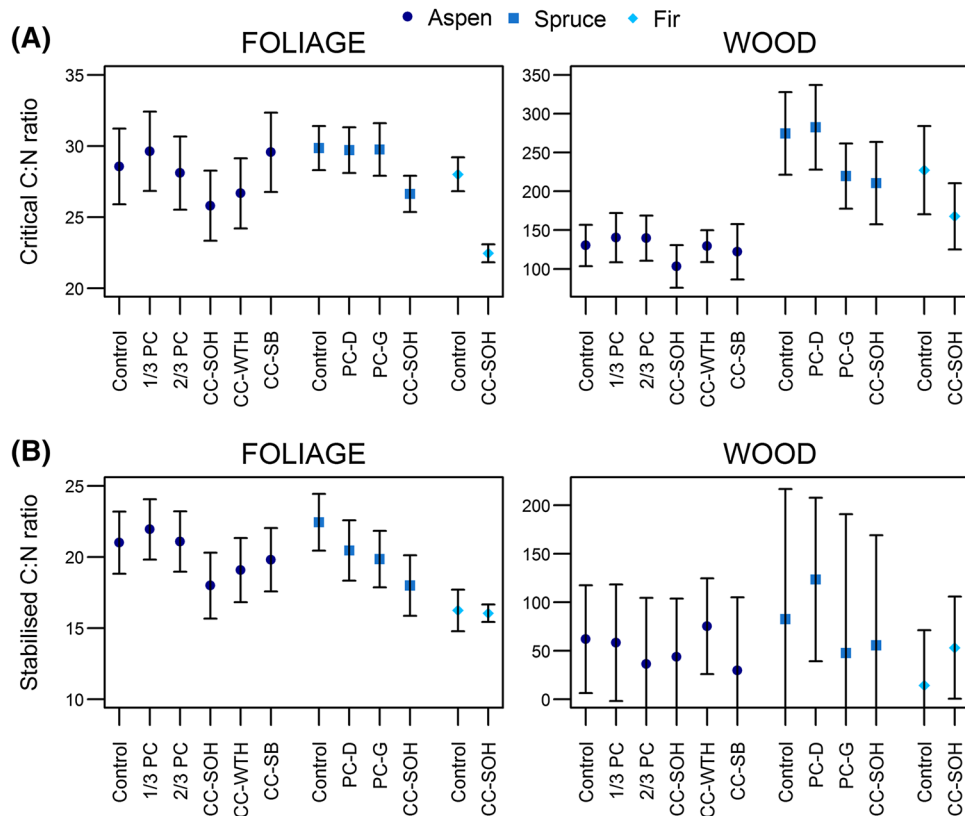 Aspen Spruce Fir
(A)
FOLIAGE
WOOD
Critical C:N ratio
35
30
25
20
350
300
250
200
150
100
Control
1/3 PC
2/3 PC
CC-SOH
CC-WTH
CC-SB
Control
PC-D
PC-G
CC-SOH
Control
CC-SOH
Control
1/3 PC
2/3 PC
CC-SOH
CC-WTH
CC-SB
Control
PC-D
PC-G
CC-SOH
Control
CC-SOH
(B)
FOLIAGE
WOOD
Stabilised C:N ratio
25
20
15
10
200
150
100
50
0
Control
1/3 PC
2/3 PC
CC-SOH
CC-WTH
CC-SB
Control
PC-D
PC-G
CC-SOH
Control
CC-SOH
Control
1/3 PC
2/3 PC
CC-SOH
CC-WTH
CC-SB
Control
PC-D
PC-G
CC-SOH
Control
CC-SOH